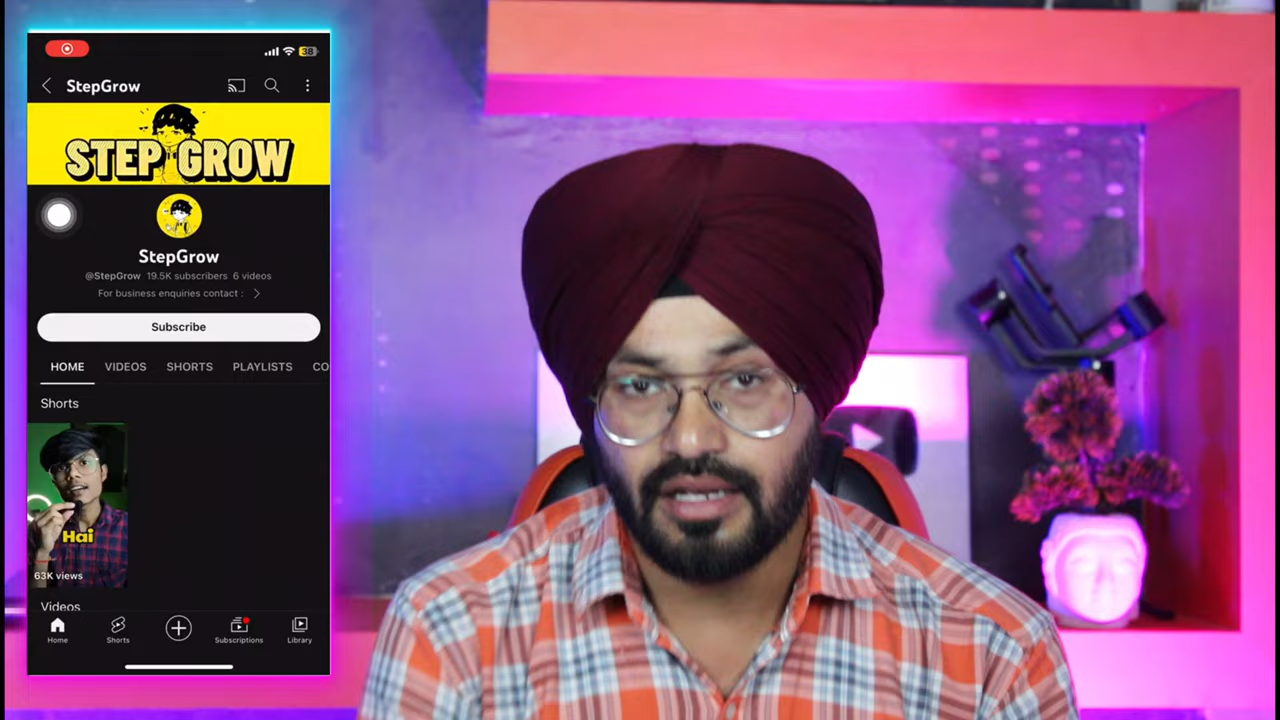 38
StepGrow
STEP GROW
StepGrow
@StepGrow 19.5K subscribers 6 videos
For business enquiries contact :
Subscribe
HOME VIDEOS SHORTS PLAYLISTS CO
Shorts
Hai
63K views
Videos
Home Shorts Subscriptions Library